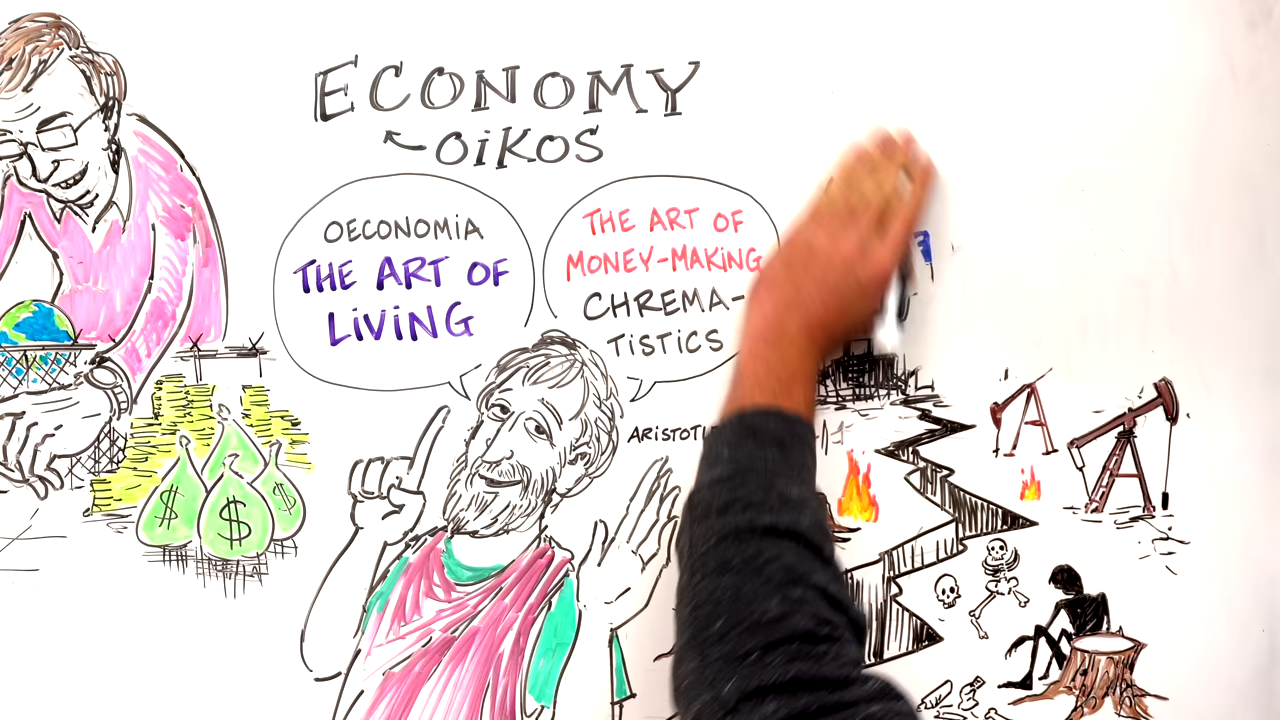 ECONOMY
OiKOS
OECONOMiA
THE ART OF
LiViNG
THE ART OF
MONEY-MAKiNG
CHREMA-
TiSTiCS
$ $ $